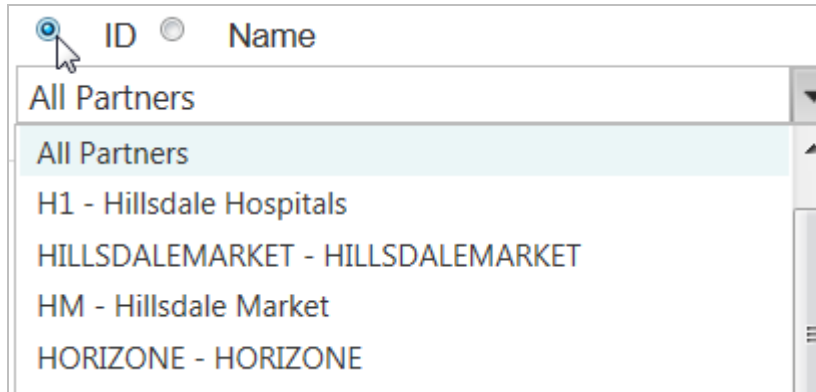 ID Name
All Partners
All Partners
H1 - Hillsdale Hospitals
HILLSDALEMARKET - HILLSDALEMARKET
HM - Hillsdale Market
HORIZONE - HORIZONE